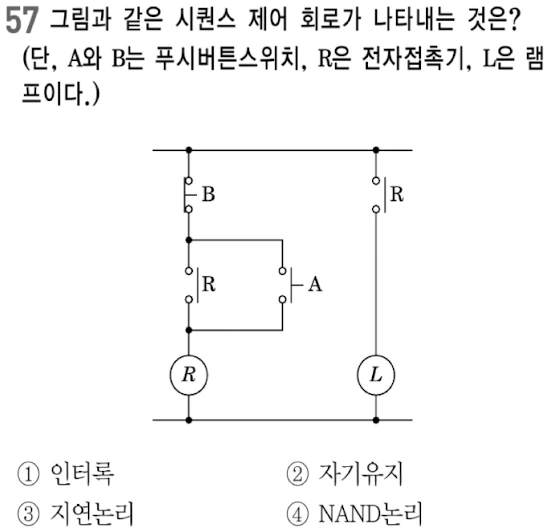 57 그림과 같은 시퀀스 제어 회로가 나타내는 것은?
(단, A와 B는 푸시버튼스위치, R은 전자접촉기, L은 램
프이다.)
B
R
R
A
R
L
① 인터록
② 자기유지
③ 지연논리
④ NAND논리